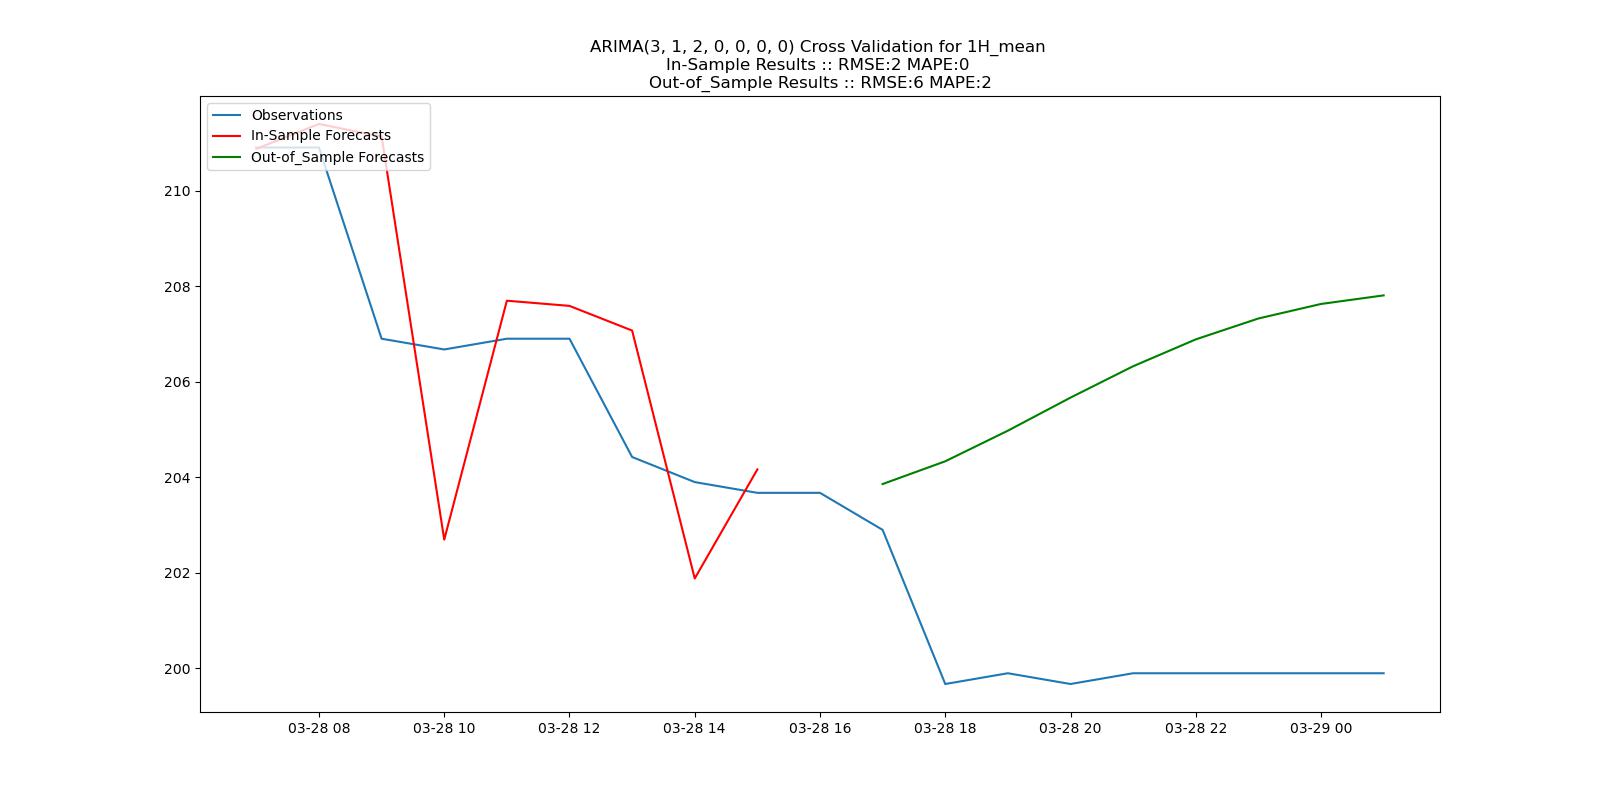 ARIMA(3, 1, 2, 0, 0, 0, 0) Cross Validation for 1H_mean
In-Sample Results :: RMSE:2 MAPE:0
Out-of_Sample Results :: RMSE:6 MAPE:2
Observations
In-Sample Forecasts
Out-of_Sample Forecasts
210
208
206
204
202
200
03-28 08
03-28 10
03-28 12
03-28 14
03-28 16
03-28 18
03-28 20
03-28 22
03-29 00